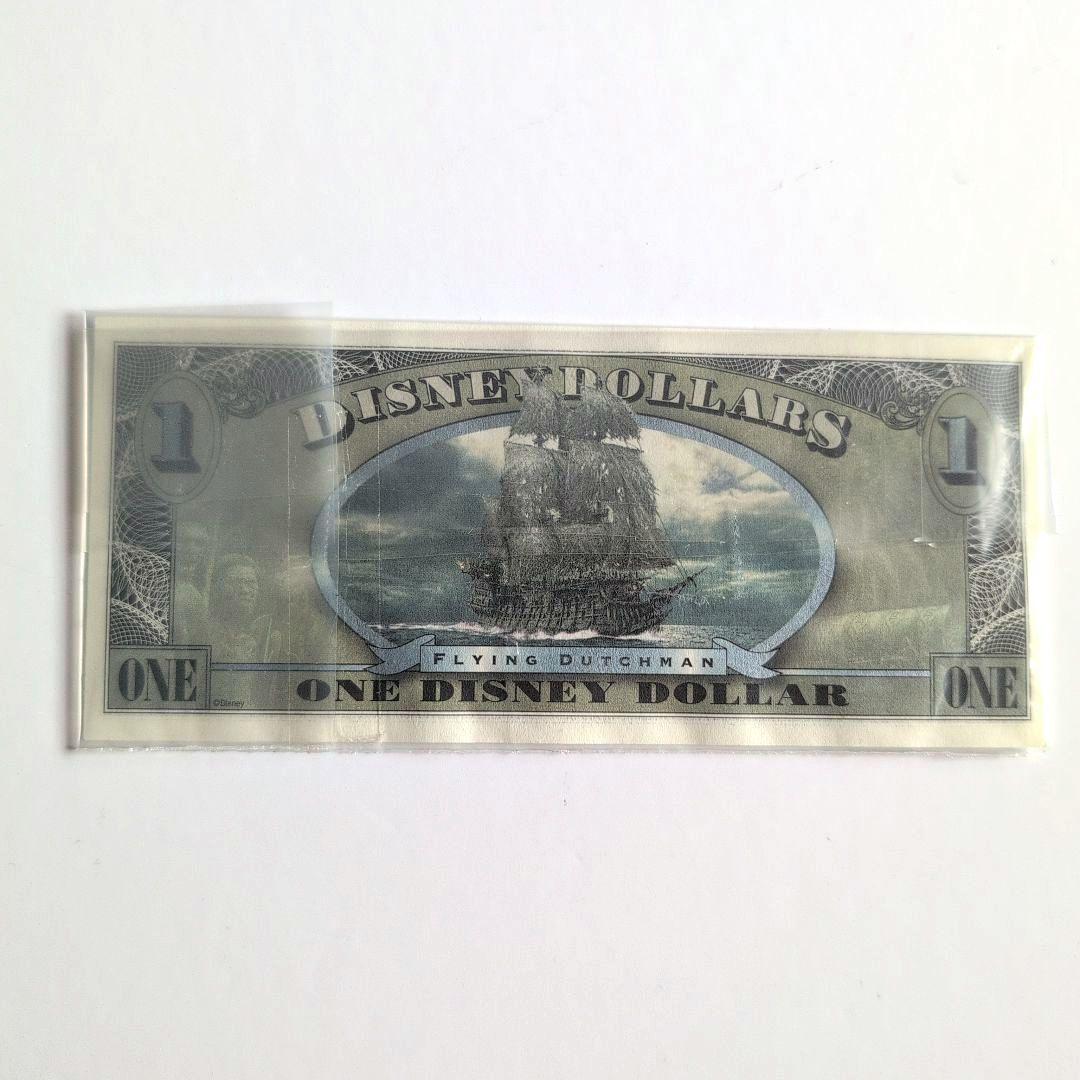 DISNEY DOLLARS
1
1
FLYING DUTCHMAN
ONE
ONE DISNEY DOLLAR
ONE
©Disney